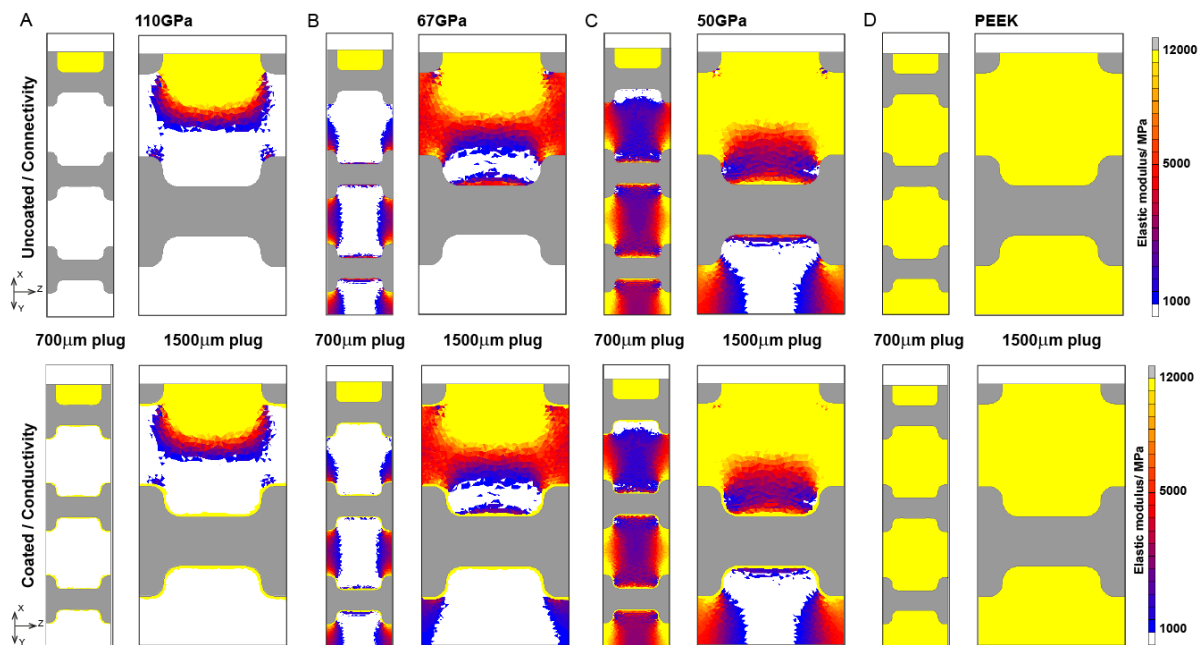 A 110GPa B 67GPa C 50GPa D PEEK
Uncoated / Connectivity
X
Z
Y
12000
5000
1000
Elastic modulus/ MPa
700μm plug 1500μm plug 700μm plug 1500μm plug 700μm plug 1500μm plug 700μm plug 1500μm plug
Coated / Conductivity
X
Z
Y
12000
5000
1000
Elastic modulus/ MPa